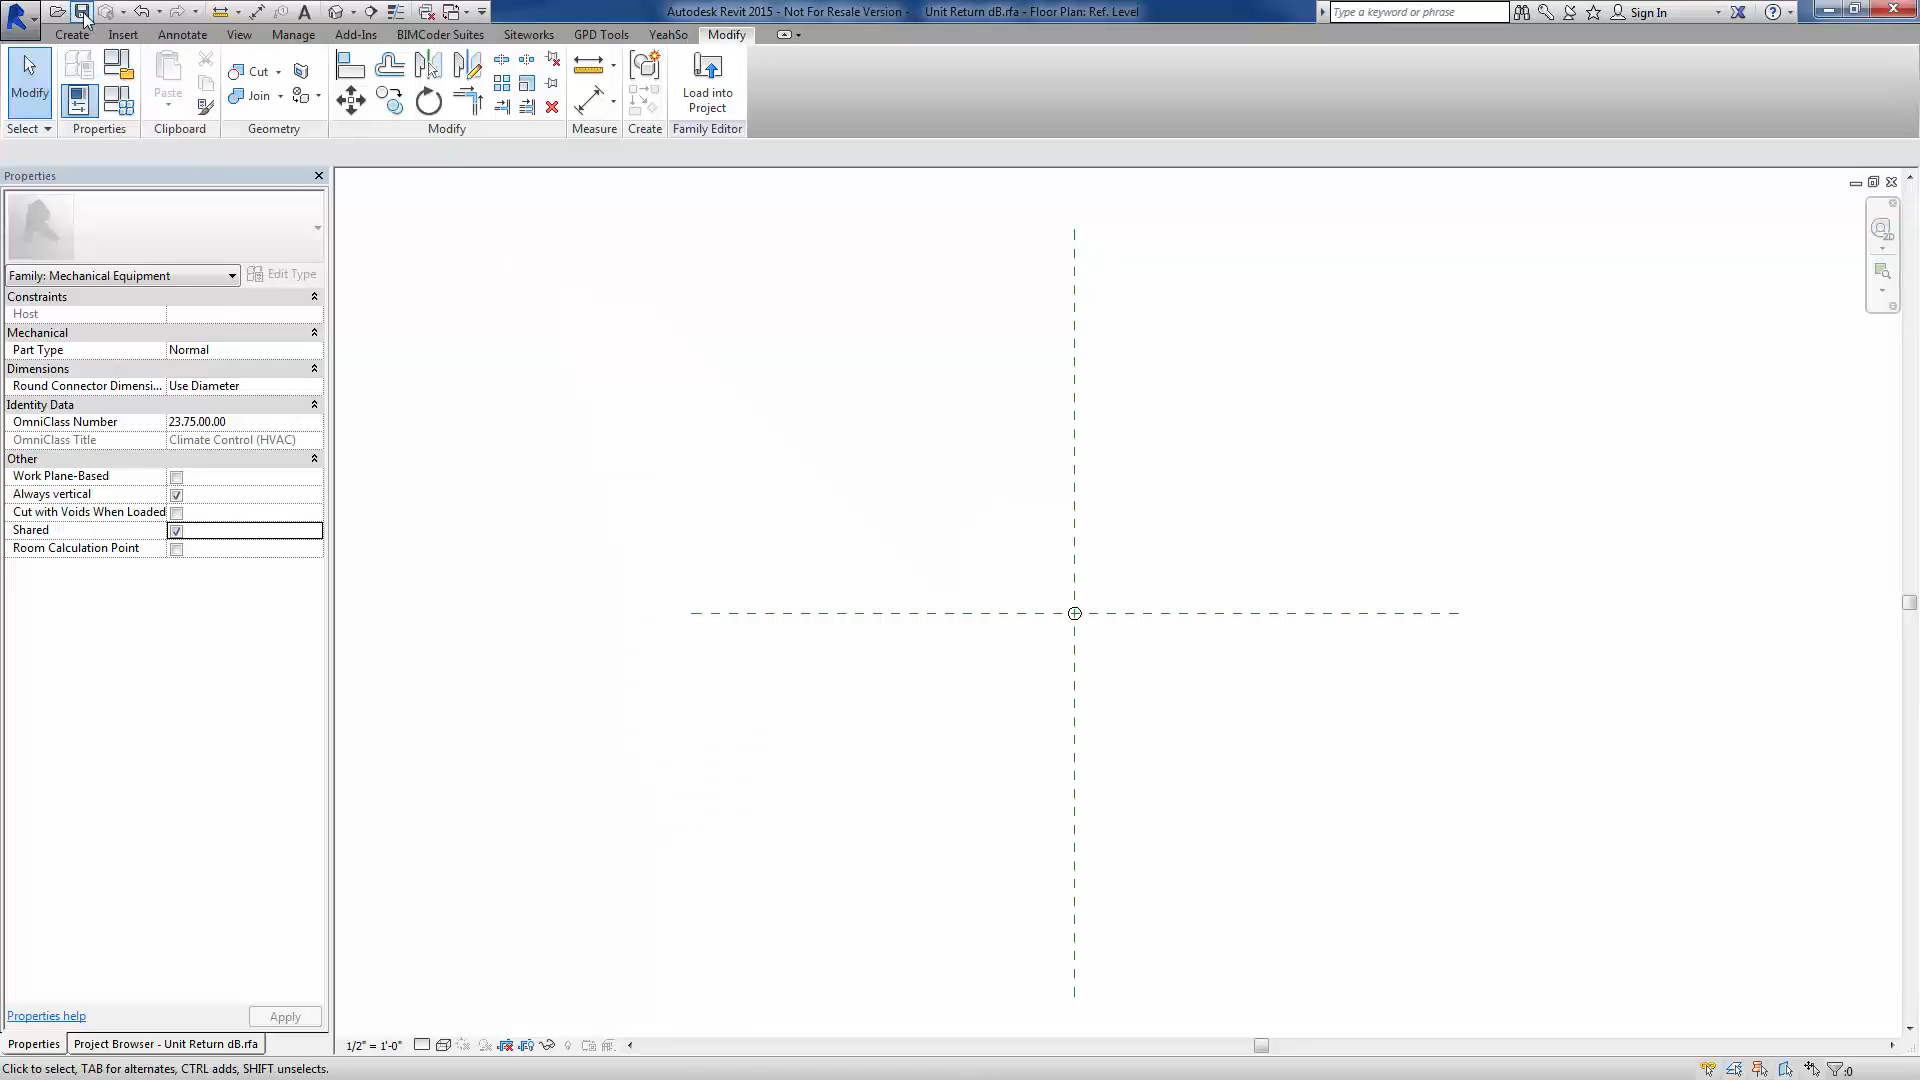 Autodesk Revit 2015 - Not For Resale Version - Unit Return dB.rfa - Floor Plan: Ref. Level
Type a keyword or phrase
Sign In
Create Insert Annotate View Manage Add-Ins BIMCoder Suites Siteworks GPD Tools YeahSo Modify
Modify
Paste
Cut
Join
Load into
Project
Select Properties Clipboard Geometry Modify Measure Create Family Editor
Properties
Family: Mechanical Equipment
Edit Type
Constraints
Host
Mechanical
Part Type Normal
Dimensions
Round Connector Dimensi... Use Diameter
Identity Data
OmniClass Number 23.75.00.00
OmniClass Title Climate Control (HVAC)
Other
Work Plane-Based
Always vertical
Cut with Voids When Loaded
Shared
Room Calculation Point
2D
Properties help
Apply
Properties Project Browser - Unit Return dB.rfa
1/2" = 1'-0"
Click to select, TAB for alternates, CTRL adds, SHIFT unselects.
:0